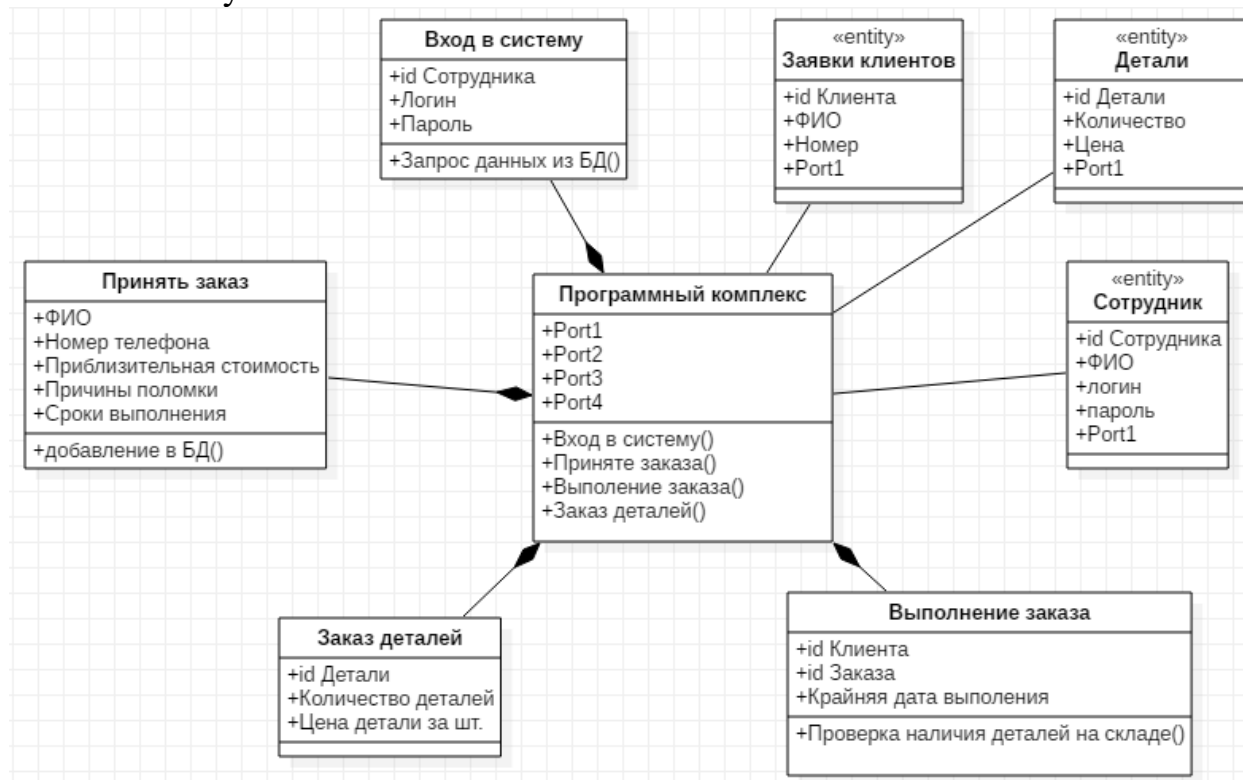 Вход в систему
+id Сотрудника
+Логин
+Пароль
+Запрос данных из БД()
«entity»
Заявки клиентов
+id Клиента
+ФИО
+Номер
+Port1
«entity»
Детали
+id Детали
+Количество
+Цена
+Port1
Принять заказ
+ФИО
+Номер телефона
+Приблизительная стоимость
+Причины поломки
+Сроки выполнения
+добавление в БД()
Программный комплекс
+Port1
+Port2
+Port3
+Port4
+Вход в систему()
+Приняте заказа()
+Выполение заказа()
+Заказ деталей()
«entity»
Сотрудник
+id Сотрудника
+ФИО
+логин
+пароль
+Port1
Заказ деталей
+id Детали
+Количество деталей
+Цена детали за шт.
Выполнение заказа
+id Клиента
+id Заказа
+Крайняя дата выполения
+Проверка наличия деталей на складе()